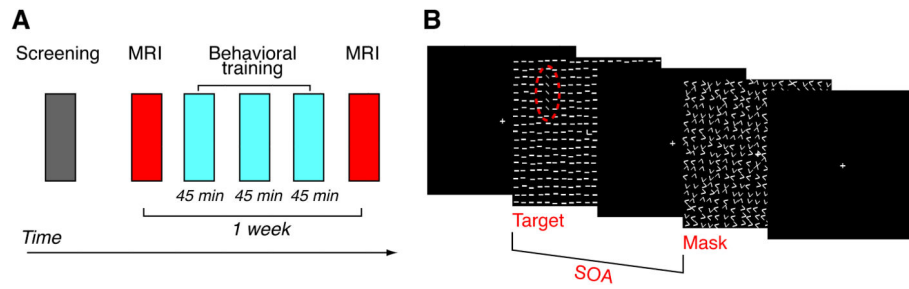 A
Screening
MRI
Behavioral
training
MRI
45 min
45 min
45 min
1 week
Time
B
Target
Mask
SOA